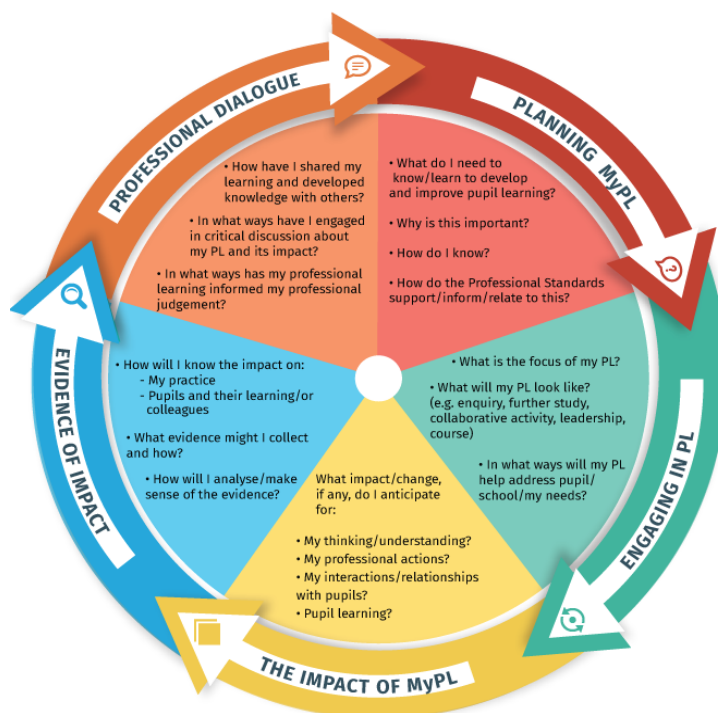 PROFESSIONAL DIALOGUE
• How have I shared my
learning and developed
knowledge with others?
• In what ways have I engaged
in critical discussion about
my PL and its impact?
• In what ways has my professional
learning informed my professional
judgement?
PLANNING MyPL
• What do I need to
know/learn to develop
and improve pupil learning?
• Why is this important?
• How do I know?
• How do the Professional Standards
support/inform/relate to this?
ENGAGING IN PL
• What is the focus of my PL?
• What will my PL look like?
(e.g. enquiry, further study,
collaborative activity, leadership,
course)
• In what ways will my PL
help address pupil/
school/my needs?
THE IMPACT OF MyPL
What impact/change,
if any, do I anticipate
for:
• My thinking/understanding?
• My professional actions?
• My interactions/relationships
with pupils?
• Pupil learning?
EVIDENCE OF IMPACT
• How will I know the impact on:
- My practice
- Pupils and their learning/or
colleagues
• What evidence might I collect
and how?
• How will I analyse/make
sense of the evidence?